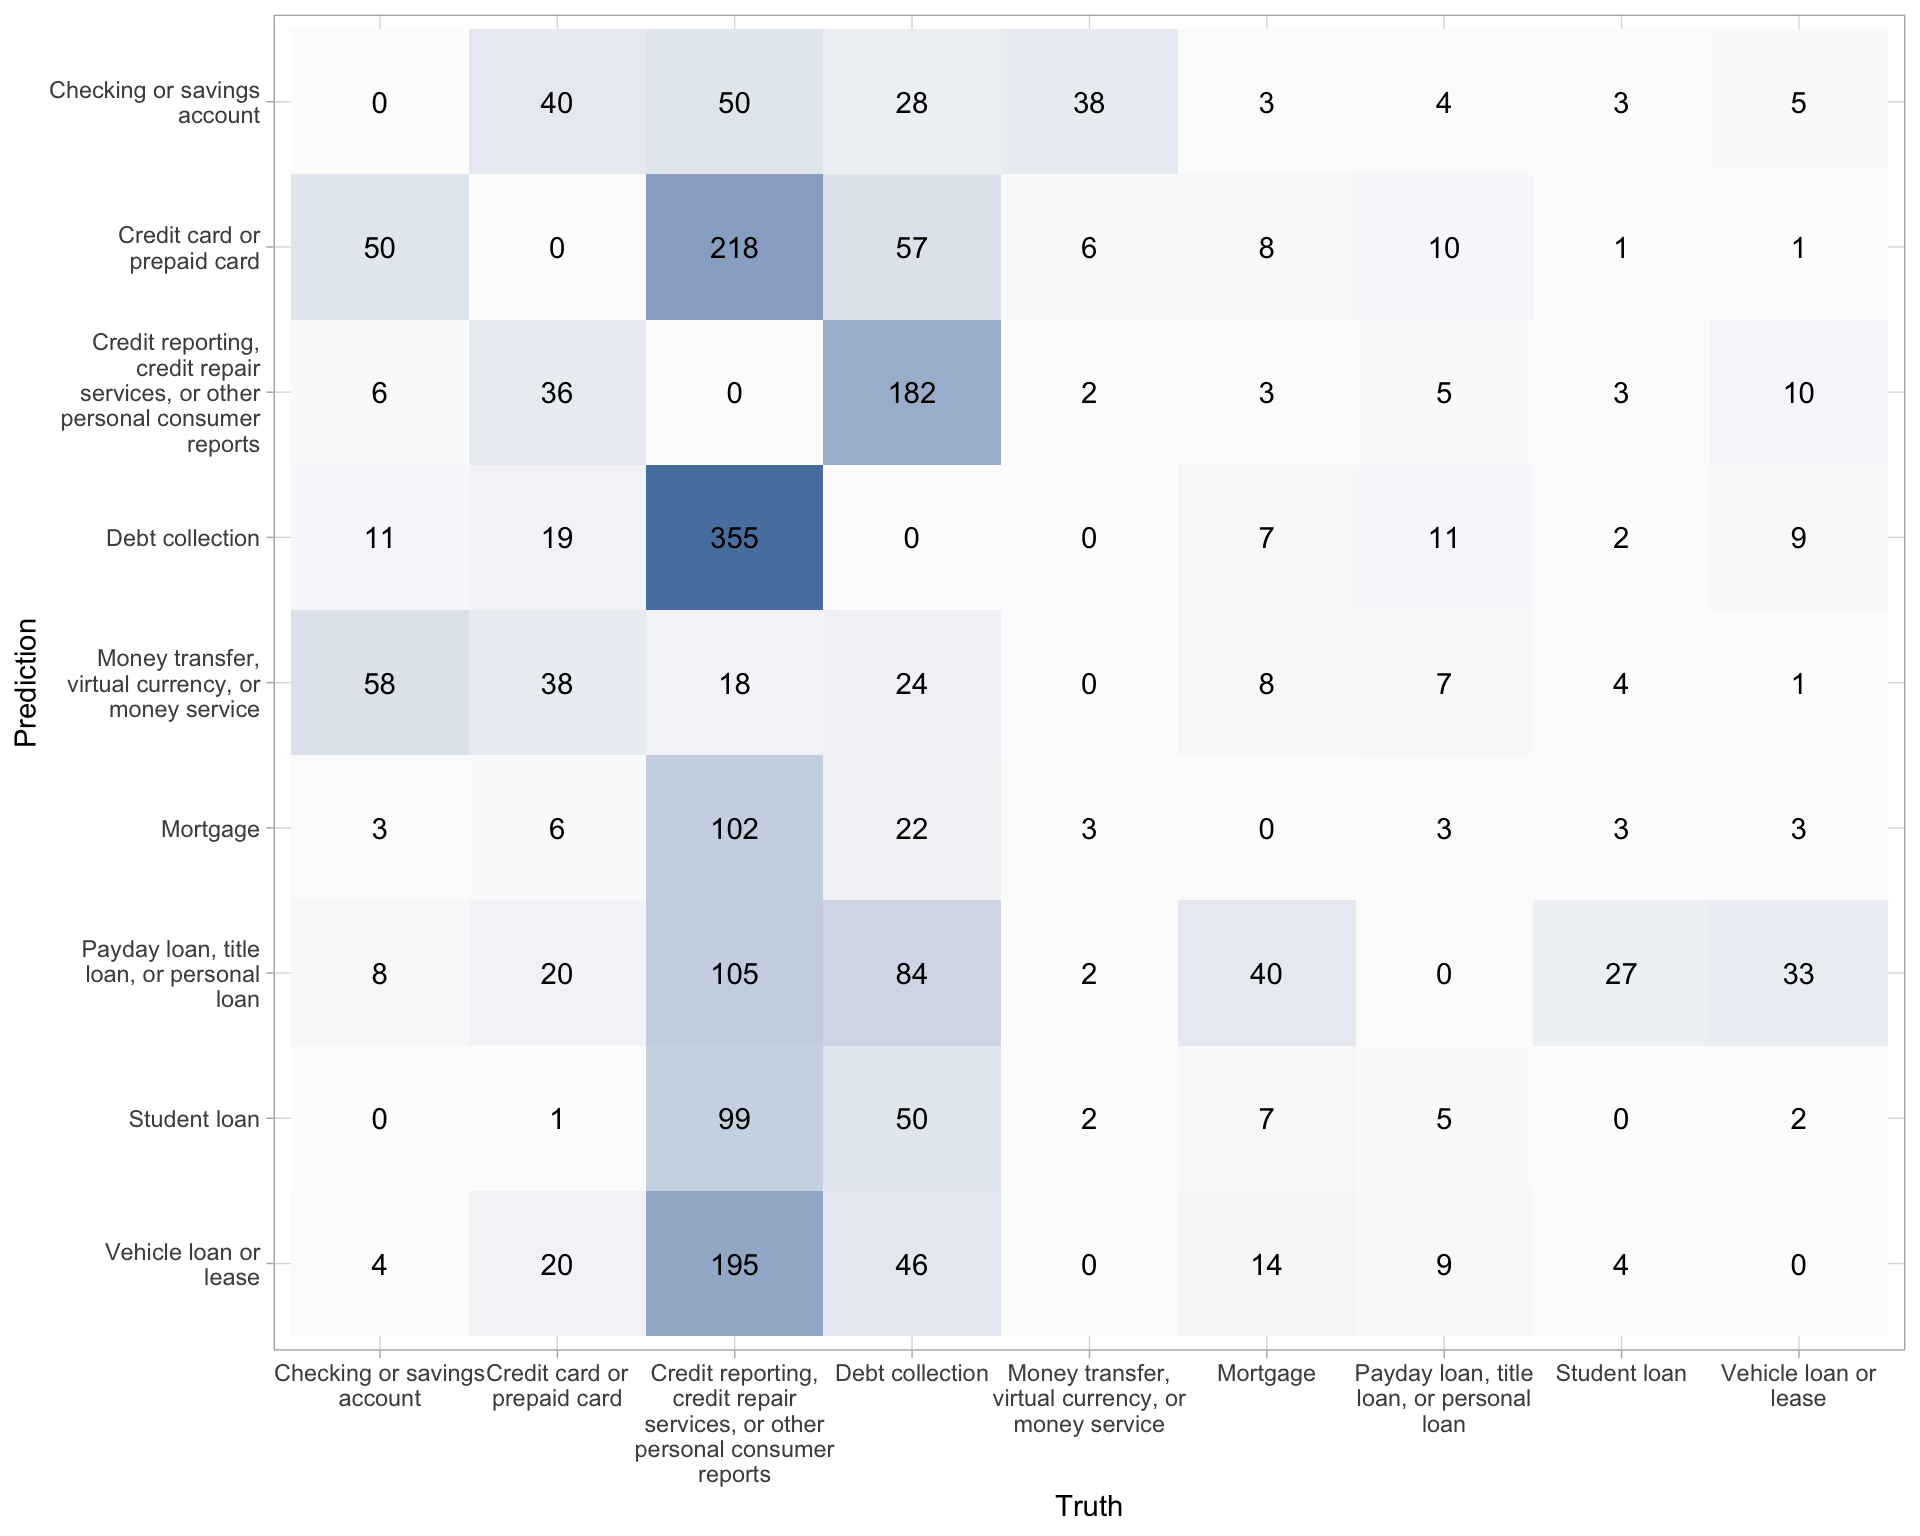 Checking or savings
account
0 40 50 28 38 3 4 3 5
Credit card or
prepaid card
50 0 218 57 6 8 10 1 1
Credit reporting,
credit repair
services, or other
personal consumer
reports
6 36 0 182 2 3 5 3 10
Debt collection
11 19 355 0 0 7 11 2 9
Prediction
Money transfer,
virtual currency, or
money service
58 38 18 24 0 8 7 4 1
Mortgage
3 6 102 22 3 0 3 3 3
Payday loan, title
loan, or personal
loan
8 20 105 84 2 40 0 27 33
Student loan
0 1 99 50 2 7 5 0 2
Vehicle loan or
lease
4 20 195 46 0 14 9 4 0
Checking or savings
account
Credit card or
prepaid card
Credit reporting,
credit repair
services, or other
personal consumer
reports
Debt collection
Money transfer,
virtual currency, or
money service
Mortgage
Payday loan, title
loan, or personal
loan
Student loan
Vehicle loan or
lease
Truth